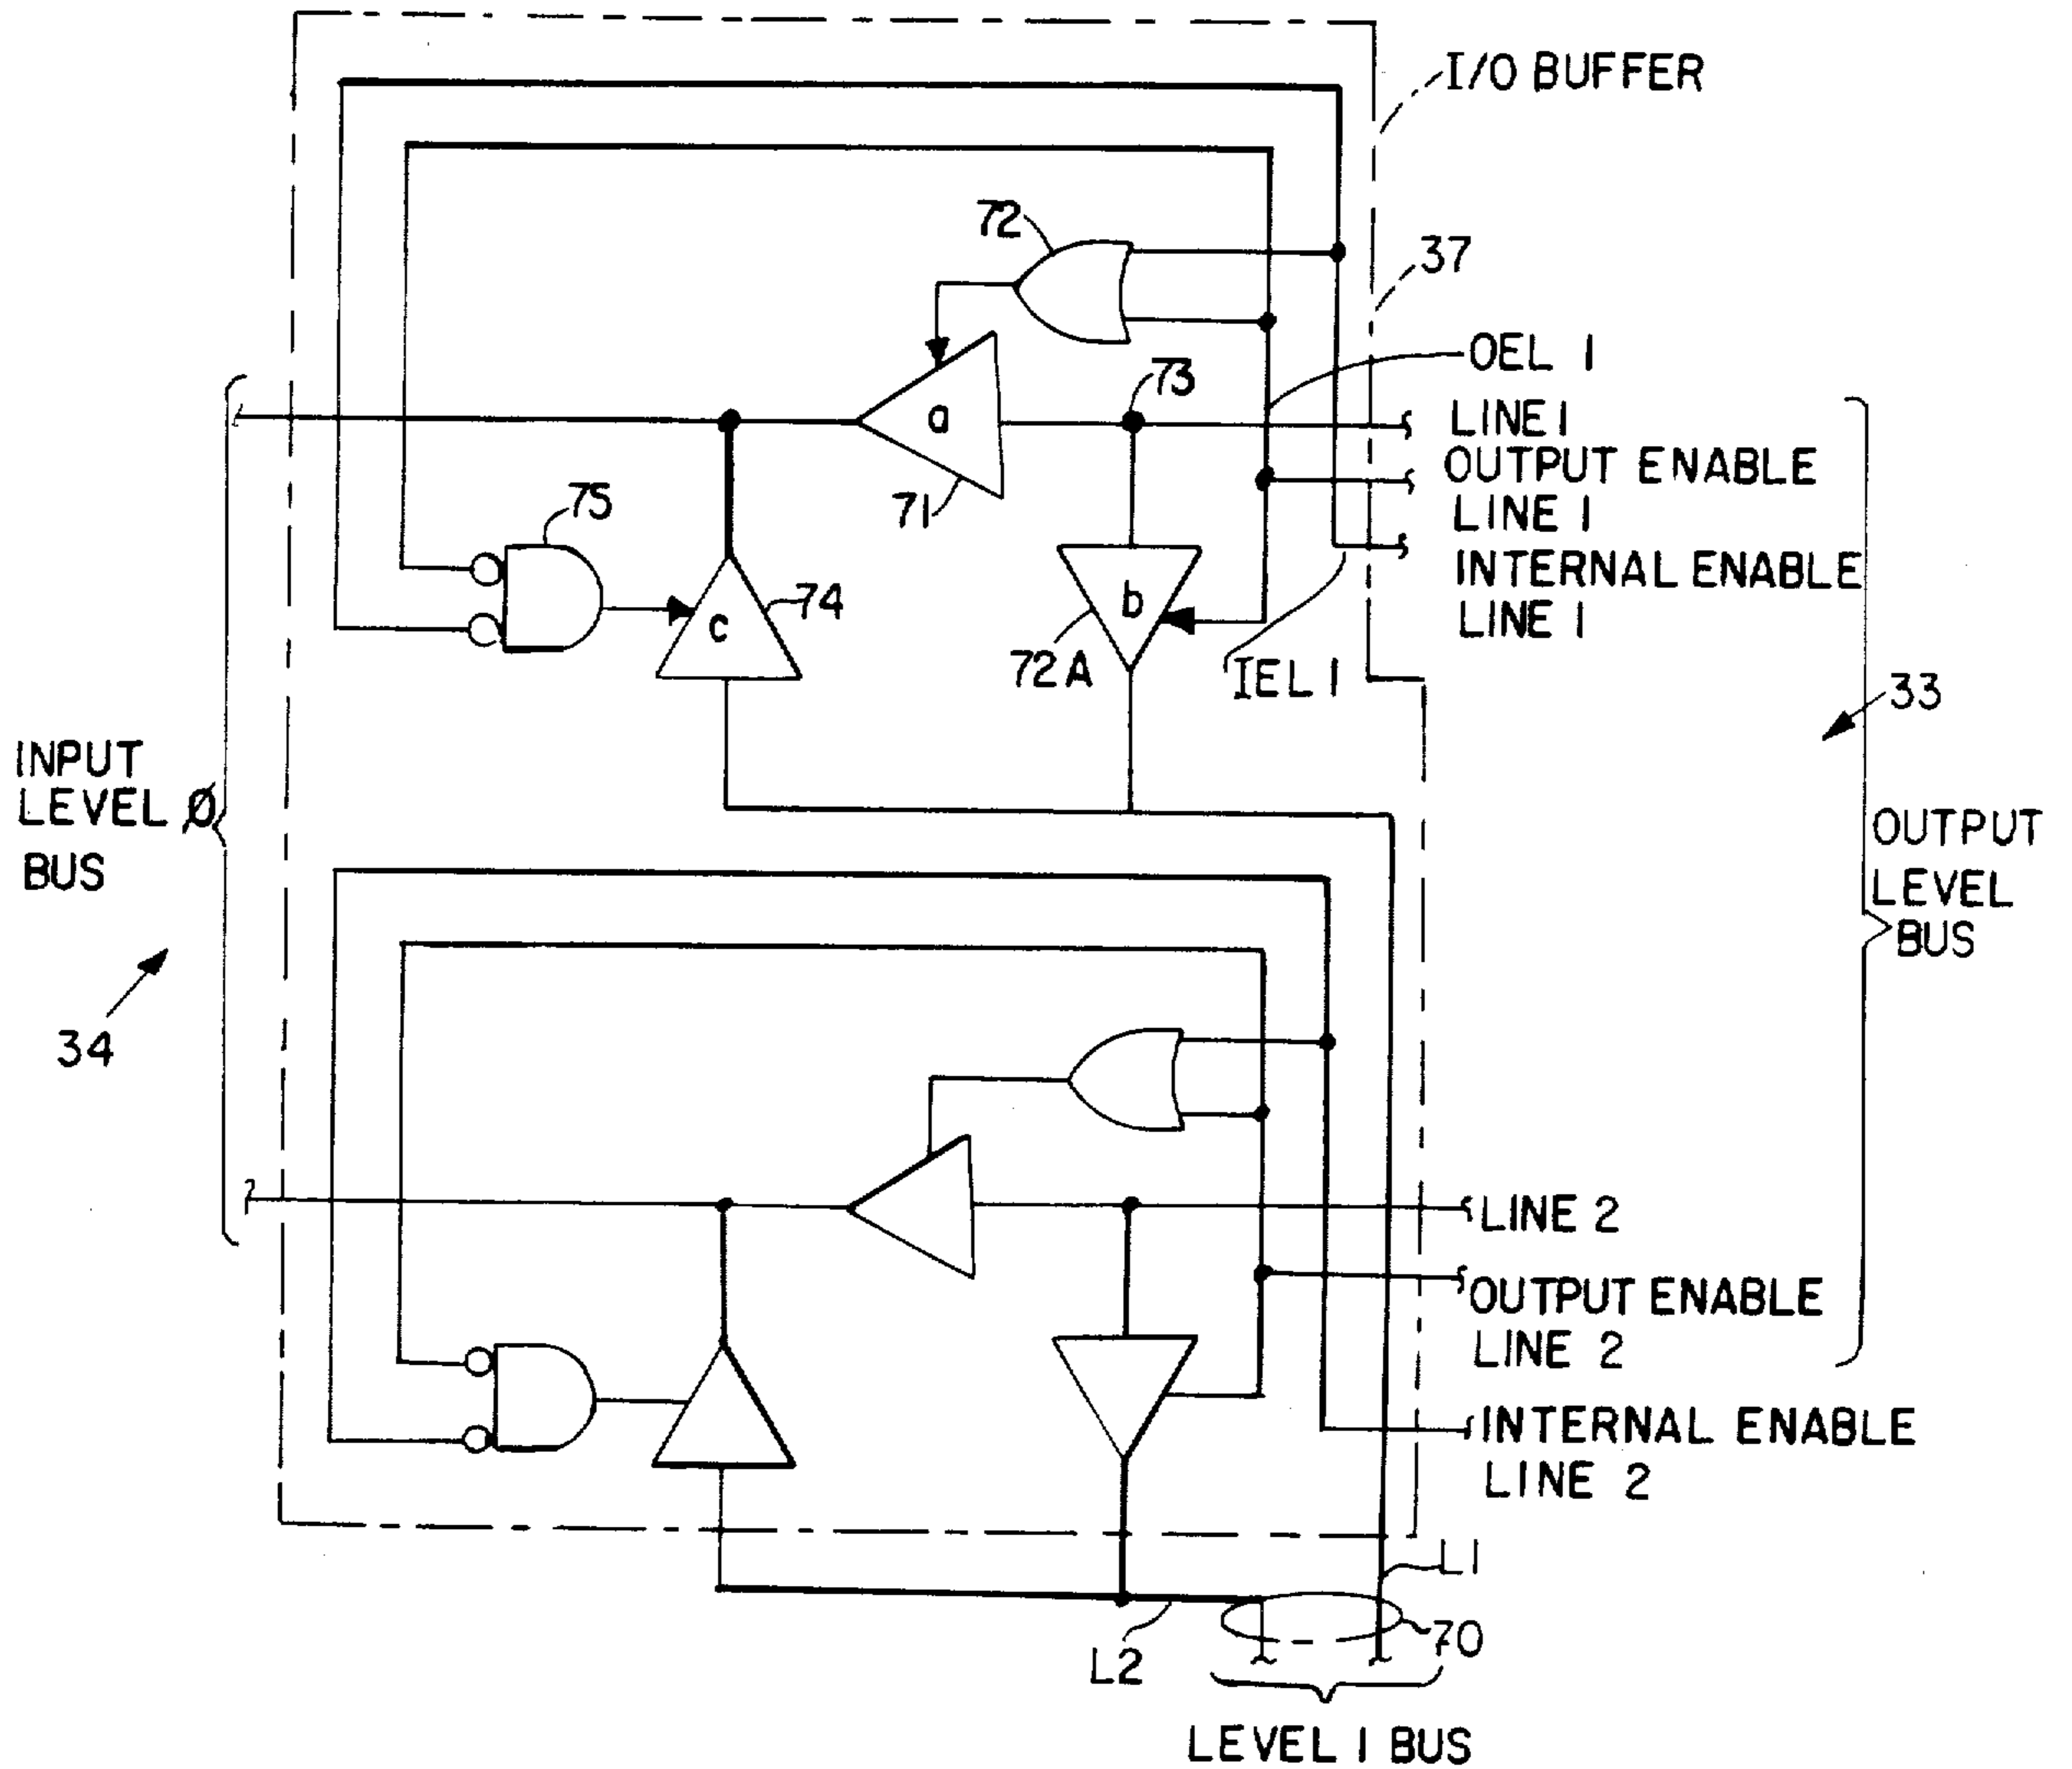 I/O BUFFER
72
37
OEL 1
73
LINE 1
a
OUTPUT ENABLE
LINE 1
71
75
INTERNAL ENABLE
LINE 1
b
74
c
72A
IEL 1
33
INPUT
LEVEL Ø
BUS
OUTPUT
LEVEL
BUS
34
LINE 2
OUTPUT ENABLE
LINE 2
INTERNAL ENABLE
LINE 2
L1
70
L2
LEVEL 1 BUS